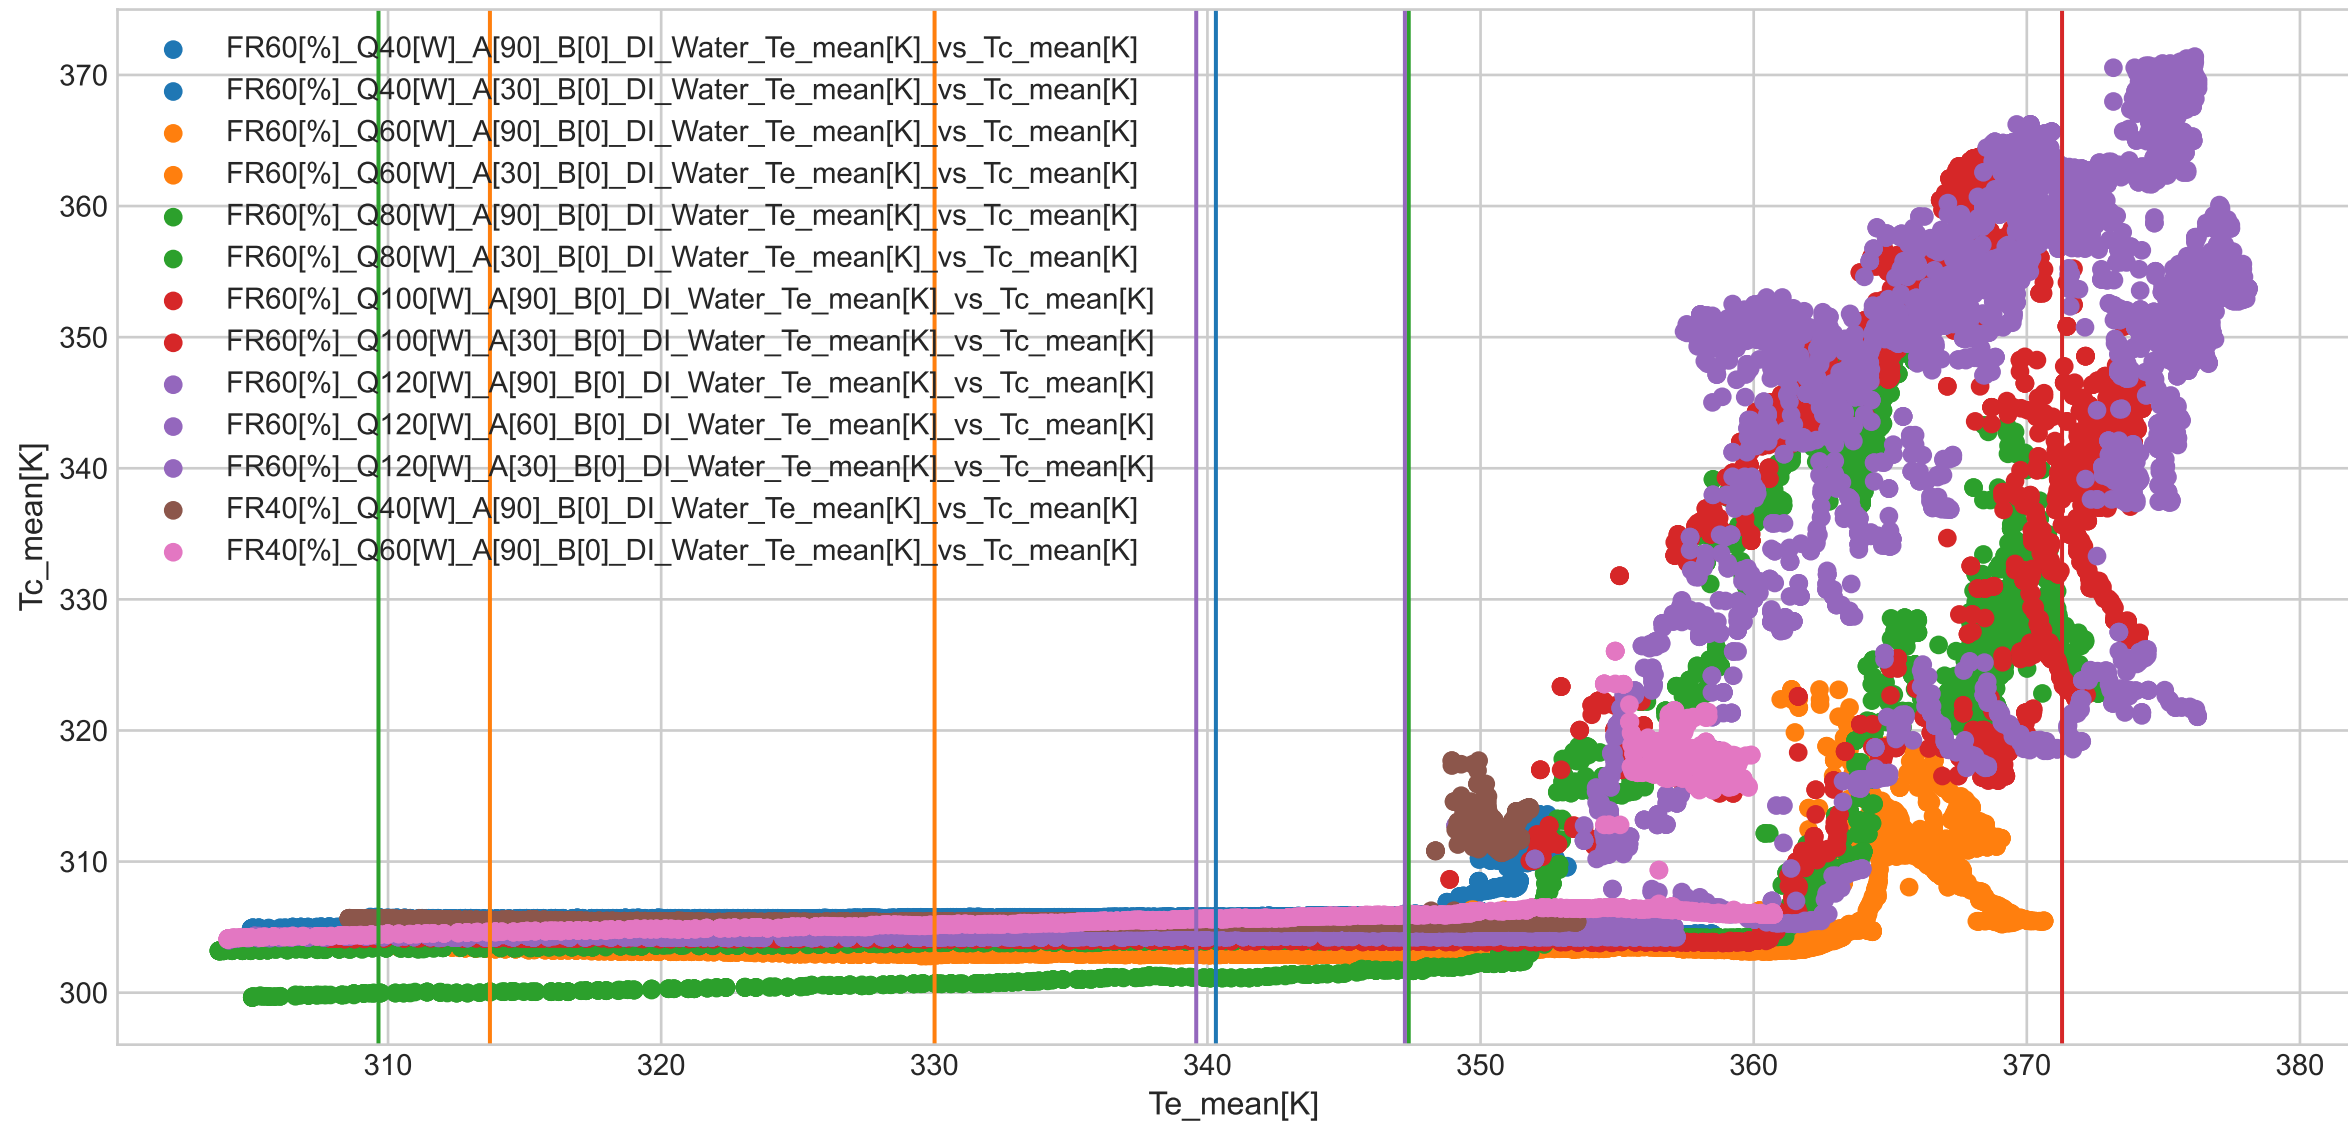 FR60[%]_Q40[W]_A[90]_B[0]_DI_Water_Te_mean[K]_vs_Tc_mean[K]
FR60[%]_Q40[W]_A[30]_B[0]_DI_Water_Te_mean[K]_vs_Tc_mean[K]
FR60[%]_Q60[W]_A[90]_B[0]_DI_Water_Te_mean[K]_vs_Tc_mean[K]
FR60[%]_Q60[W]_A[30]_B[0]_DI_Water_Te_mean[K]_vs_Tc_mean[K]
FR60[%]_Q80[W]_A[90]_B[0]_DI_Water_Te_mean[K]_vs_Tc_mean[K]
FR60[%]_Q80[W]_A[30]_B[0]_DI_Water_Te_mean[K]_vs_Tc_mean[K]
FR60[%]_Q100[W]_A[90]_B[0]_DI_Water_Te_mean[K]_vs_Tc_mean[K]
FR60[%]_Q100[W]_A[30]_B[0]_DI_Water_Te_mean[K]_vs_Tc_mean[K]
FR60[%]_Q120[W]_A[90]_B[0]_DI_Water_Te_mean[K]_vs_Tc_mean[K]
FR60[%]_Q120[W]_A[60]_B[0]_DI_Water_Te_mean[K]_vs_Tc_mean[K]
FR60[%]_Q120[W]_A[30]_B[0]_DI_Water_Te_mean[K]_vs_Tc_mean[K]
FR40[%]_Q40[W]_A[90]_B[0]_DI_Water_Te_mean[K]_vs_Tc_mean[K]
FR40[%]_Q60[W]_A[90]_B[0]_DI_Water_Te_mean[K]_vs_Tc_mean[K]
370
360
350
340
330
320
310
300
Tc_mean[K]
310 320 330 340 350 360 370 380
Te_mean[K]